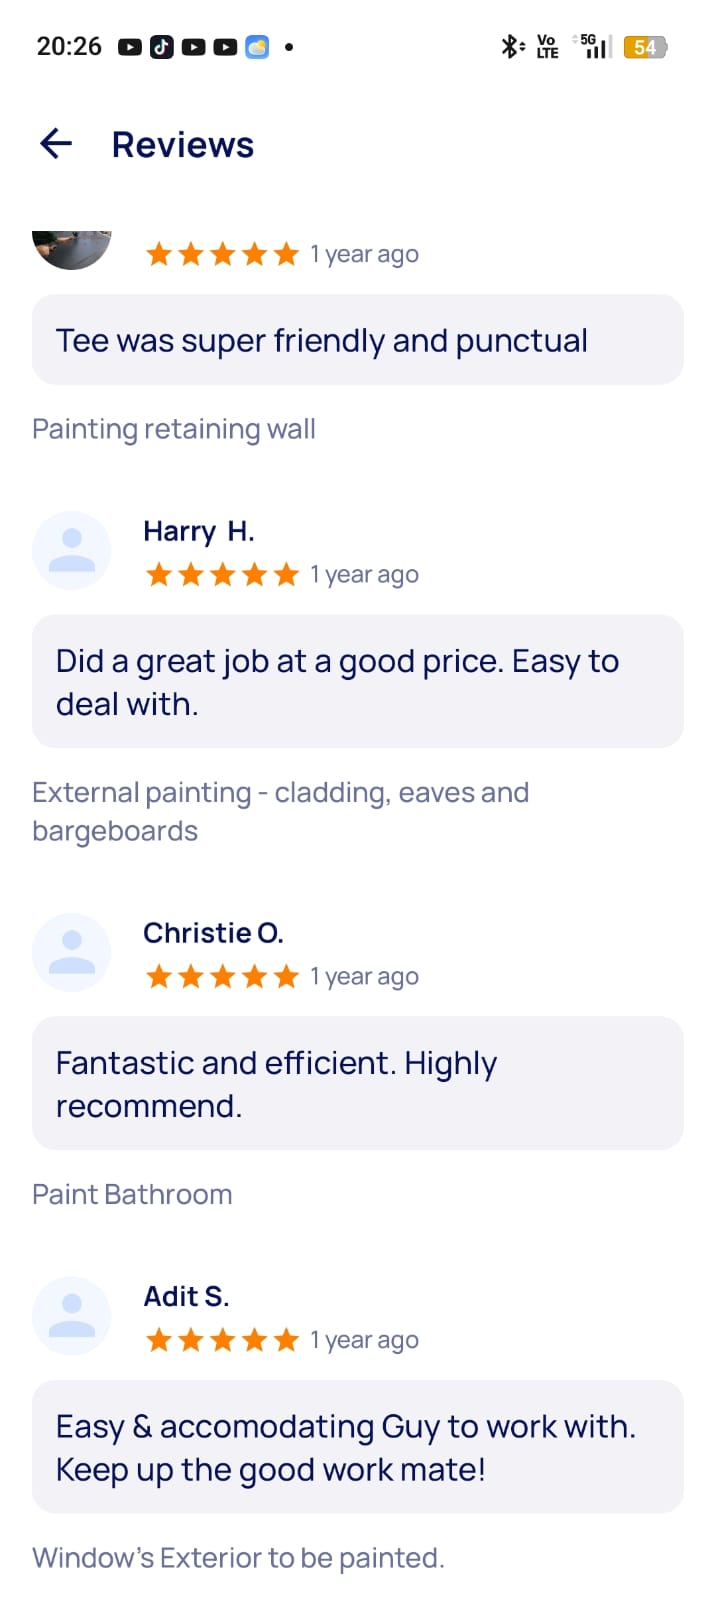 20:26
Vo
LTE
5G
54
Reviews
1 year ago
Tee was super friendly and punctual
Painting retaining wall
Harry H.
1 year ago
Did a great job at a good price. Easy to
deal with.
External painting - cladding, eaves and
bargeboards
Christie O.
1 year ago
Fantastic and efficient. Highly
recommend.
Paint Bathroom
Adit S.
1 year ago
Easy & accomodating Guy to work with.
Keep up the good work mate!
Window's Exterior to be painted.